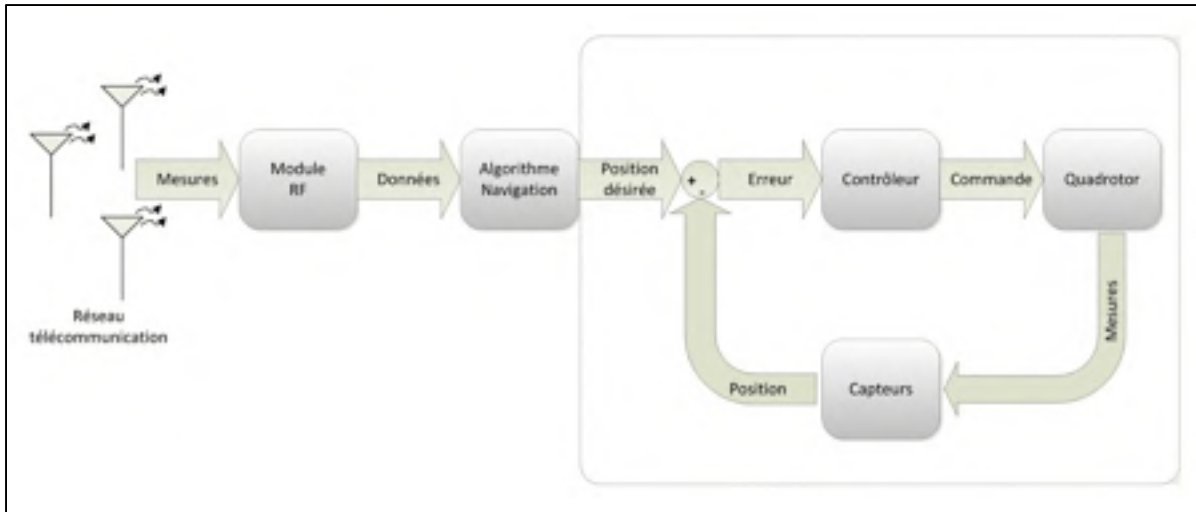 Mesures
Module
RF
Données
Algorithme
Navigation
Position
désirée
+
-
Erreur
Contrôleur
Commande
Quadrotor
Mesures
Capteurs
Position
Réseau
télécommunication